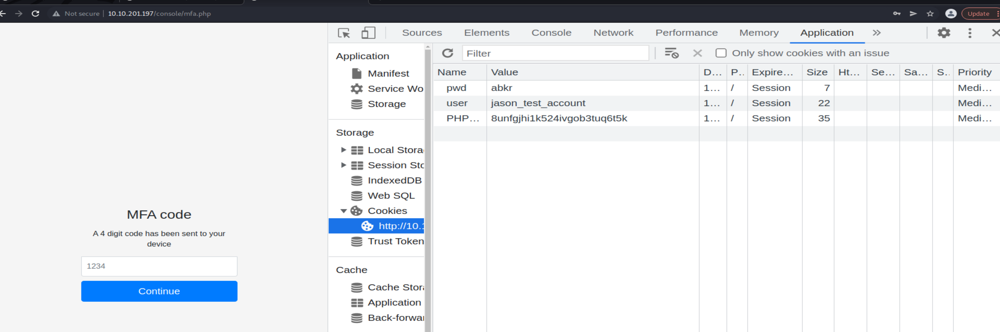 Not secure | 10.10.201.197/console/mfa.php
Update
Sources Elements Console Network Performance Memory Application
Filter
Only show cookies with an issue
Application
Manifest
Service Wo
Storage
Storage
Local Stora
Session Sto
IndexedDB
Web SQL
Cookies
http://10.1
Trust Token
Cache
Cache Stora
Application
Back-forwar
Name Value D... P.. Expire... Size Ht... Se... Sa... S.. Priority
pwd abkr 1... / Session 7 Medi...
user jason_test_account 1... / Session 22 Medi...
PHP... 8unfgjhi1k524ivgob3tuq6t5k 1... / Session 35 Medi...
MFA code
A 4 digit code has been sent to your
device
1234
Continue